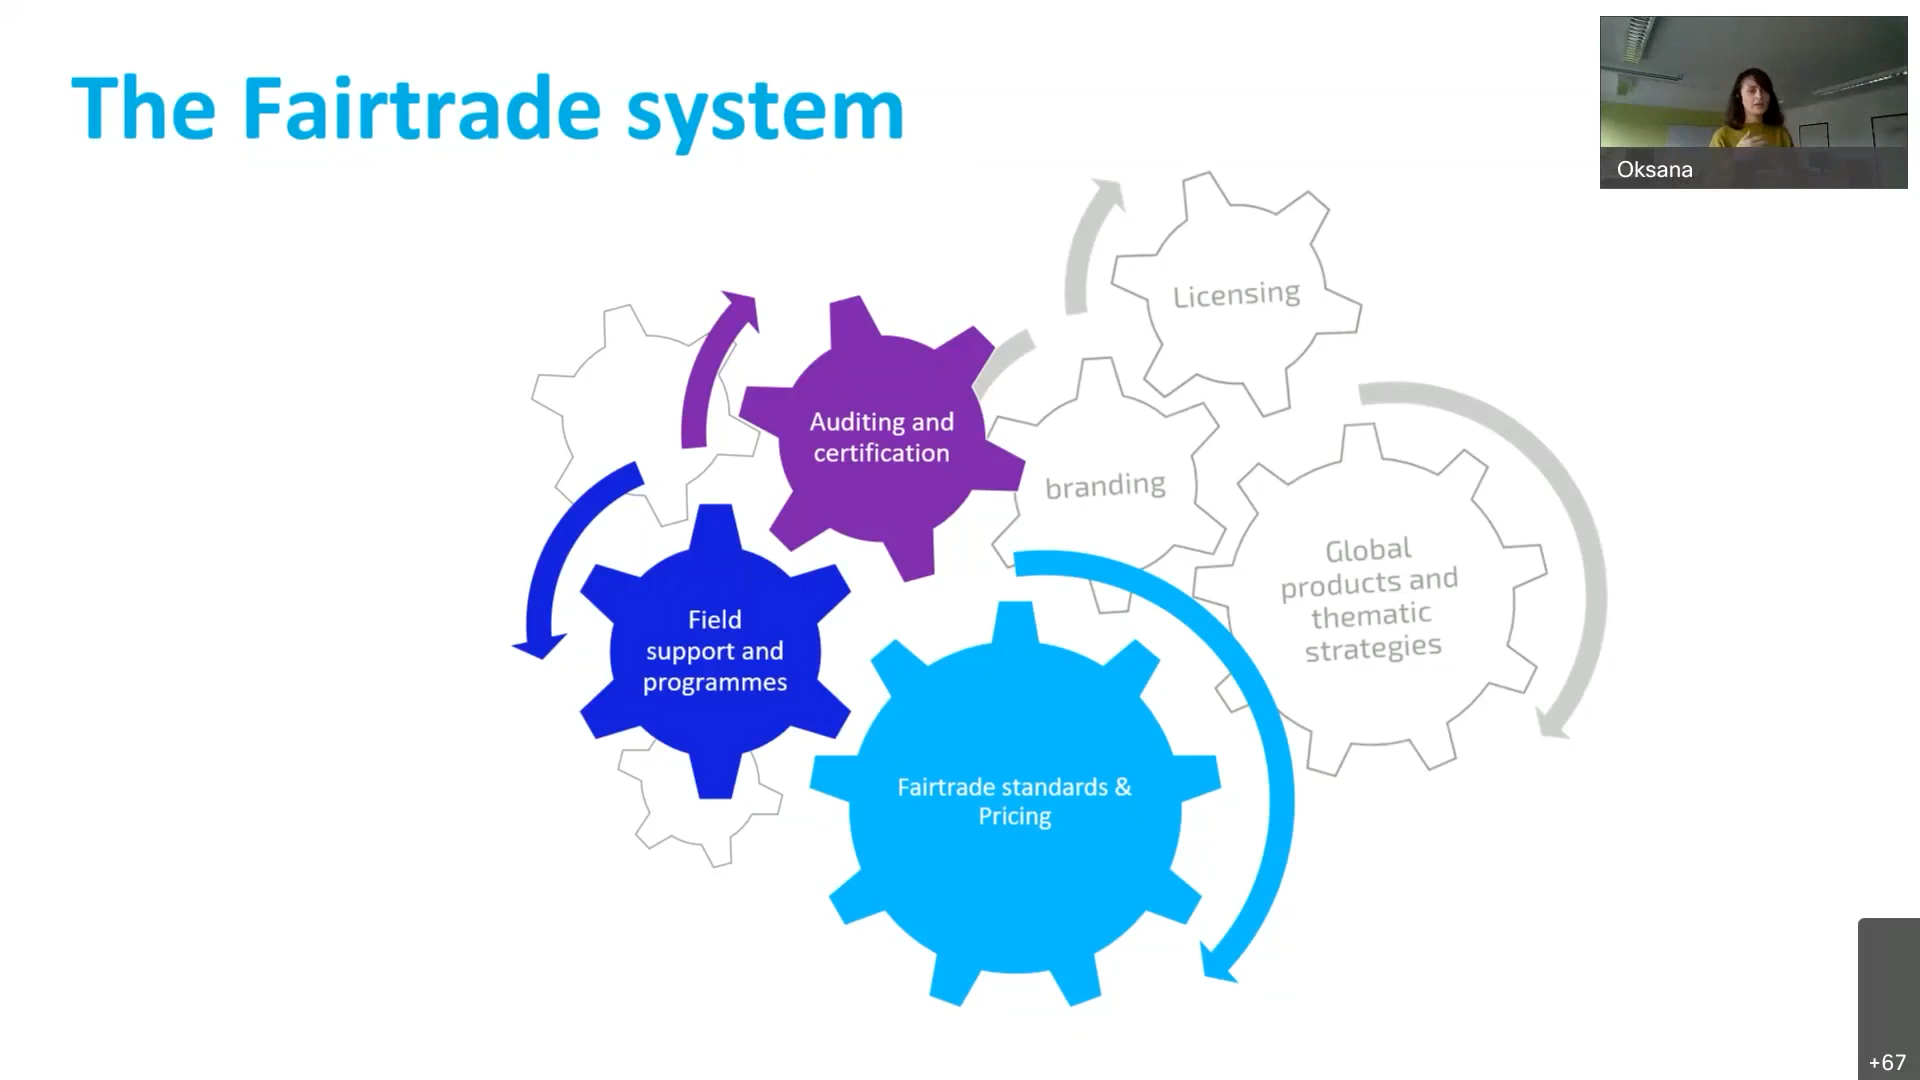 The Fairtrade system
Oksana
Licensing
Auditing and
certification
branding
Global
products and
thematic
strategies
Field
support and
programmes
Fairtrade standards &
Pricing
+67